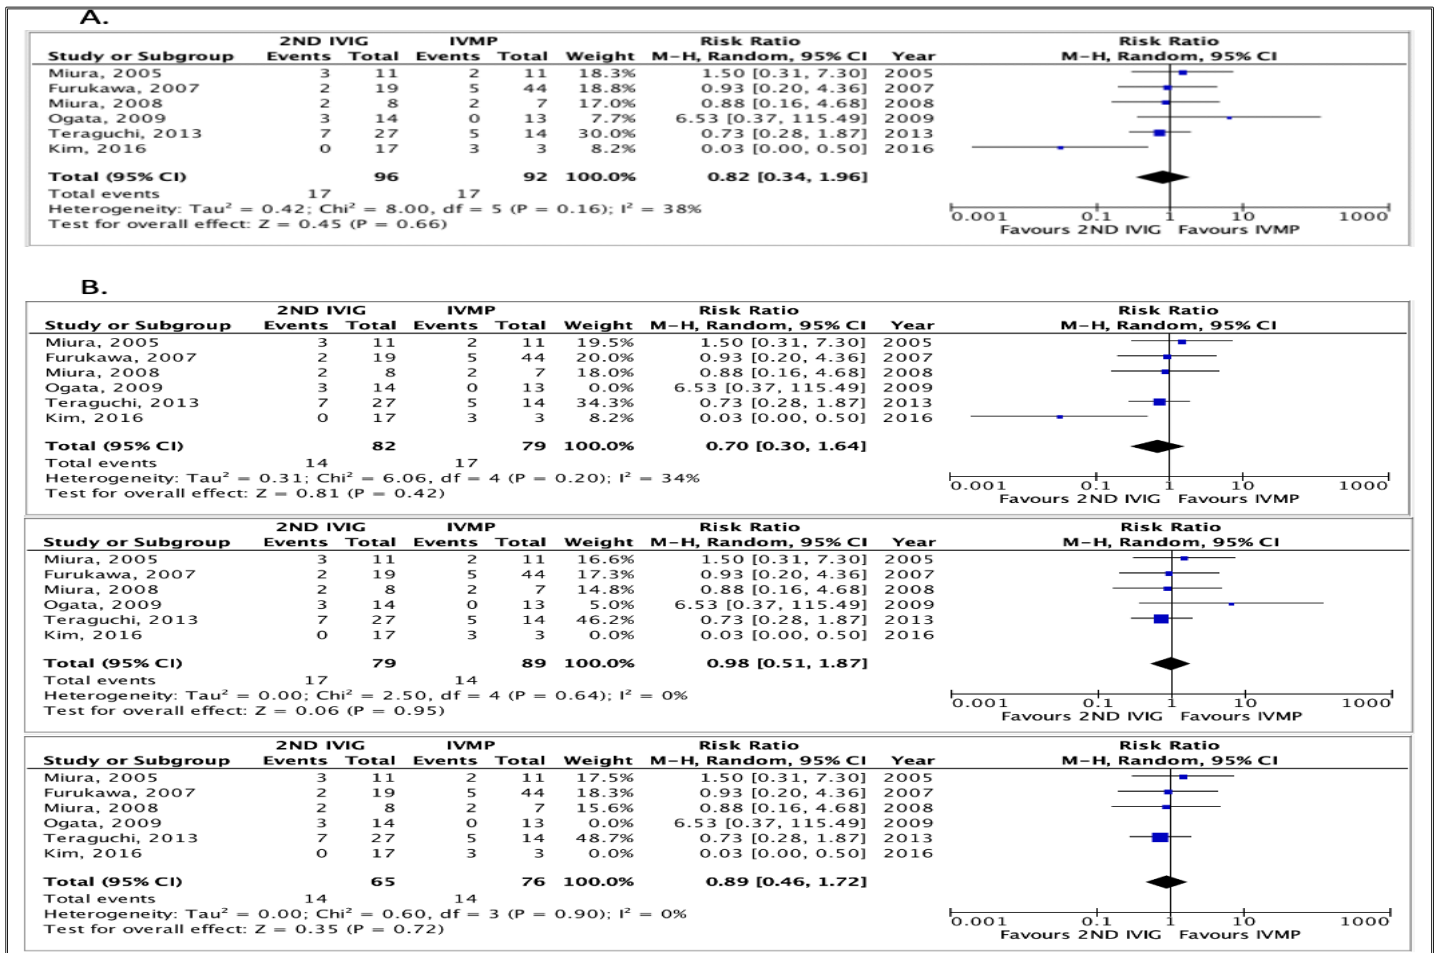 A.
2ND IVIG IVMP Risk Ratio Risk Ratio
Study or Subgroup Events Total Events Total Weight M-H, Random, 95% CI Year M-H, Random, 95% CI
Miura, 2005 3 11 2 11 18.3% 1.50 [0.31, 7.30] 2005
Furukawa, 2007 2 19 5 44 18.8% 0.93 [0.20, 4.36] 2007
Miura, 2008 2 8 2 7 17.0% 0.88 [0.16, 4.68] 2008
Ogata, 2009 3 14 0 13 7.7% 6.53 [0.37, 115.49] 2009
Teraguchi, 2013 7 27 5 14 30.0% 0.73 [0.28, 1.87] 2013
Kim, 2016 0 17 3 3 8.2% 0.03 [0.00, 0.50] 2016
Total (95% CI) 96 92 100.0% 0.82 [0.34, 1.96]
Total events 17 17
Heterogeneity: Tau² = 0.42; Chi² = 8.00, df = 5 (P = 0.16); I² = 38%
Test for overall effect: Z = 0.45 (P = 0.66)
0.001 0.1 1 10 1000
Favours 2ND IVIG Favours IVMP
B.
2ND IVIG IVMP Risk Ratio Risk Ratio
Study or Subgroup Events Total Events Total Weight M-H, Random, 95% CI Year M-H, Random, 95% CI
Miura, 2005 3 11 2 11 19.5% 1.50 [0.31, 7.30] 2005
Furukawa, 2007 2 19 5 44 20.0% 0.93 [0.20, 4.36] 2007
Miura, 2008 2 8 2 7 18.0% 0.88 [0.16, 4.68] 2008
Ogata, 2009 3 14 0 13 0.0% 6.53 [0.37, 115.49] 2009
Teraguchi, 2013 7 27 5 14 34.3% 0.73 [0.28, 1.87] 2013
Kim, 2016 0 17 3 3 8.2% 0.03 [0.00, 0.50] 2016
Total (95% CI) 82 79 100.0% 0.70 [0.30, 1.64]
Total events 14 17
Heterogeneity: Tau² = 0.31; Chi² = 6.06, df = 4 (P = 0.20); I² = 34%
Test for overall effect: Z = 0.81 (P = 0.42)
0.001 0.1 1 10 1000
Favours 2ND IVIG Favours IVMP
2ND IVIG IVMP Risk Ratio Risk Ratio
Study or Subgroup Events Total Events Total Weight M-H, Random, 95% CI Year M-H, Random, 95% CI
Miura, 2005 3 11 2 11 16.6% 1.50 [0.31, 7.30] 2005
Furukawa, 2007 2 19 5 44 17.3% 0.93 [0.20, 4.36] 2007
Miura, 2008 2 8 2 7 14.8% 0.88 [0.16, 4.68] 2008
Ogata, 2009 3 14 0 13 5.0% 6.53 [0.37, 115.49] 2009
Teraguchi, 2013 7 27 5 14 46.2% 0.73 [0.28, 1.87] 2013
Kim, 2016 0 17 3 3 0.0% 0.03 [0.00, 0.50] 2016
Total (95% CI) 79 89 100.0% 0.98 [0.51, 1.87]
Total events 17 14
Heterogeneity: Tau² = 0.00; Chi² = 2.50, df = 4 (P = 0.64); I² = 0%
Test for overall effect: Z = 0.06 (P = 0.95)
0.001 0.1 1 10 1000
Favours 2ND IVIG Favours IVMP
2ND IVIG IVMP Risk Ratio Risk Ratio
Study or Subgroup Events Total Events Total Weight M-H, Random, 95% CI Year M-H, Random, 95% CI
Miura, 2005 3 11 2 11 17.5% 1.50 [0.31, 7.30] 2005
Furukawa, 2007 2 19 5 44 18.3% 0.93 [0.20, 4.36] 2007
Miura, 2008 2 8 2 7 15.6% 0.88 [0.16, 4.68] 2008
Ogata, 2009 3 14 0 13 0.0% 6.53 [0.37, 115.49] 2009
Teraguchi, 2013 7 27 5 14 48.7% 0.73 [0.28, 1.87] 2013
Kim, 2016 0 17 3 3 0.0% 0.03 [0.00, 0.50] 2016
Total (95% CI) 65 76 100.0% 0.89 [0.46, 1.72]
Total events 14 14
Heterogeneity: Tau² = 0.00; Chi² = 0.60, df = 3 (P = 0.90); I² = 0%
Test for overall effect: Z = 0.35 (P = 0.72)
0.001 0.1 1 10 1000
Favours 2ND IVIG Favours IVMP